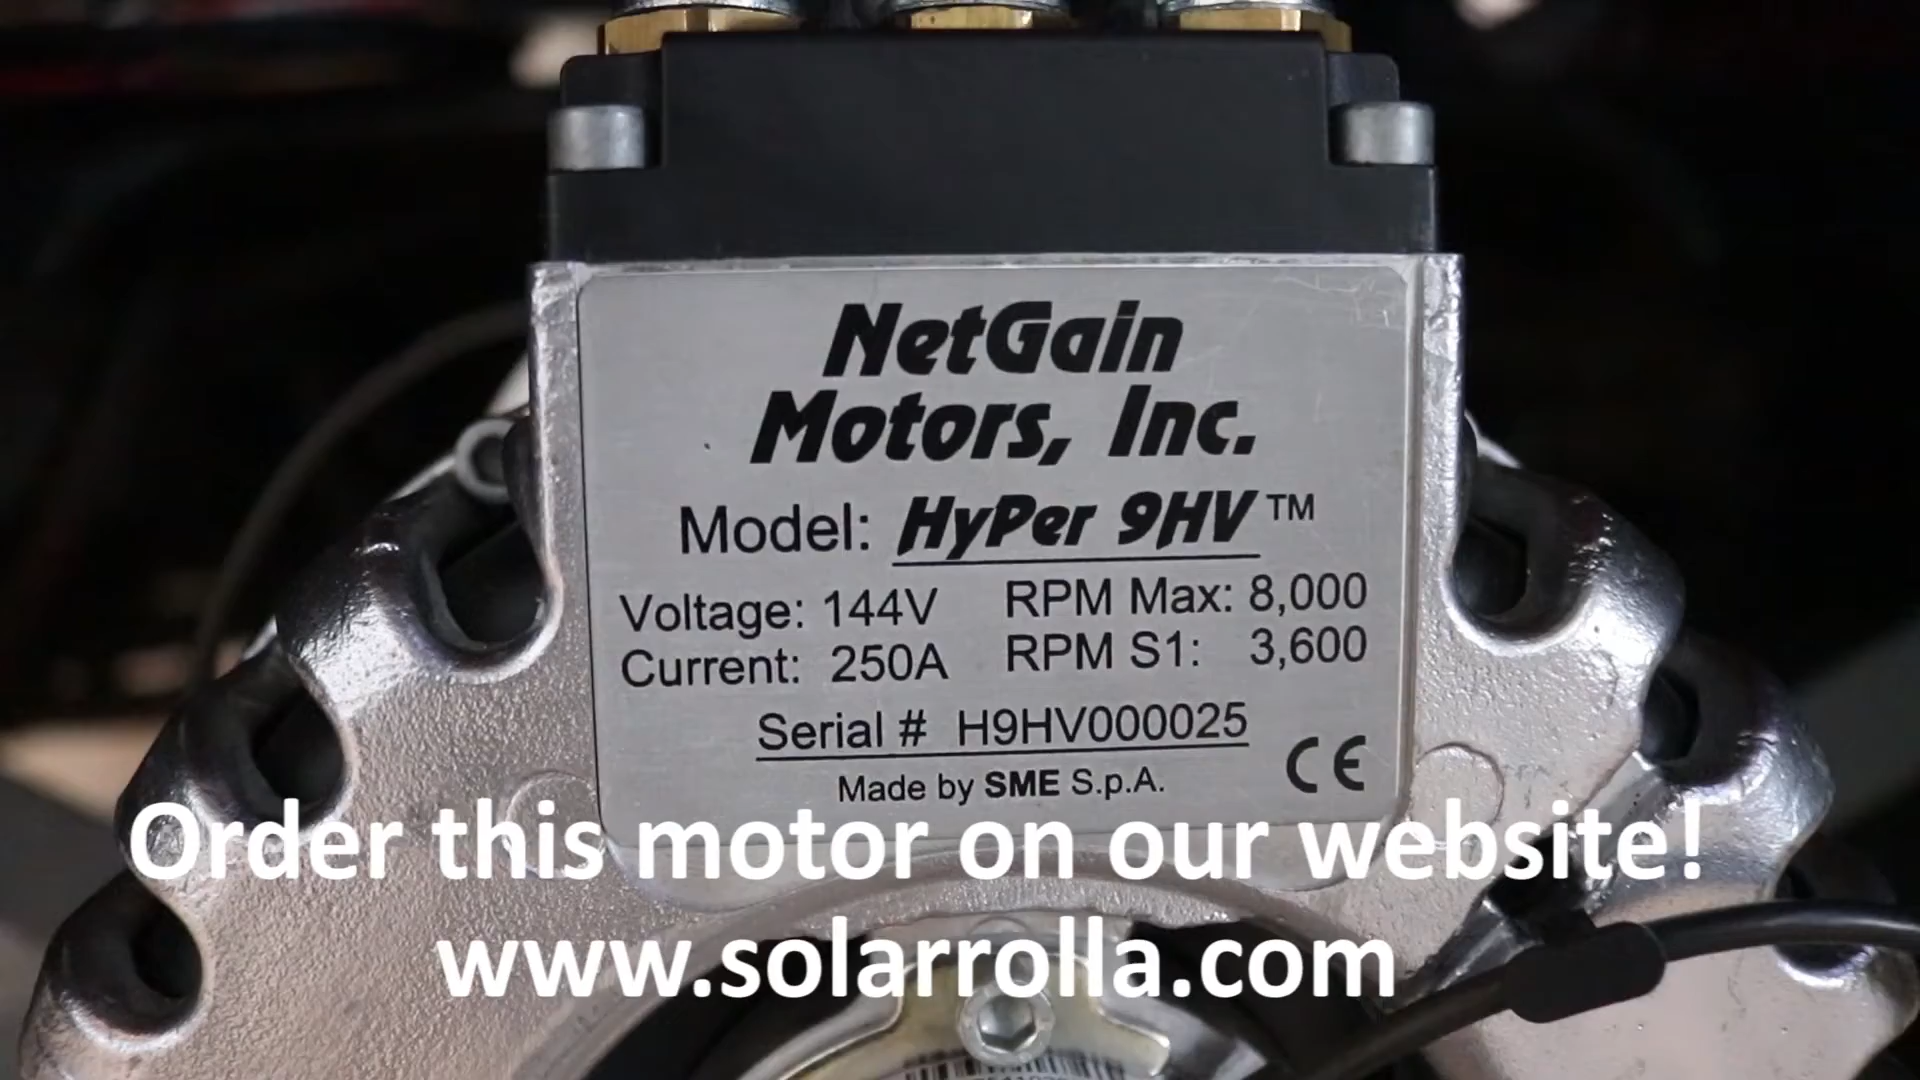 NetGain
Motors, Inc.
Model: HyPer 9HV™
Voltage: 144V RPM Max: 8,000
Current: 250A RPM S1: 3,600
Serial # H9HV000025
Made by SME S.p.A. CE
Order this motor on our website!
www.solarrolla.com